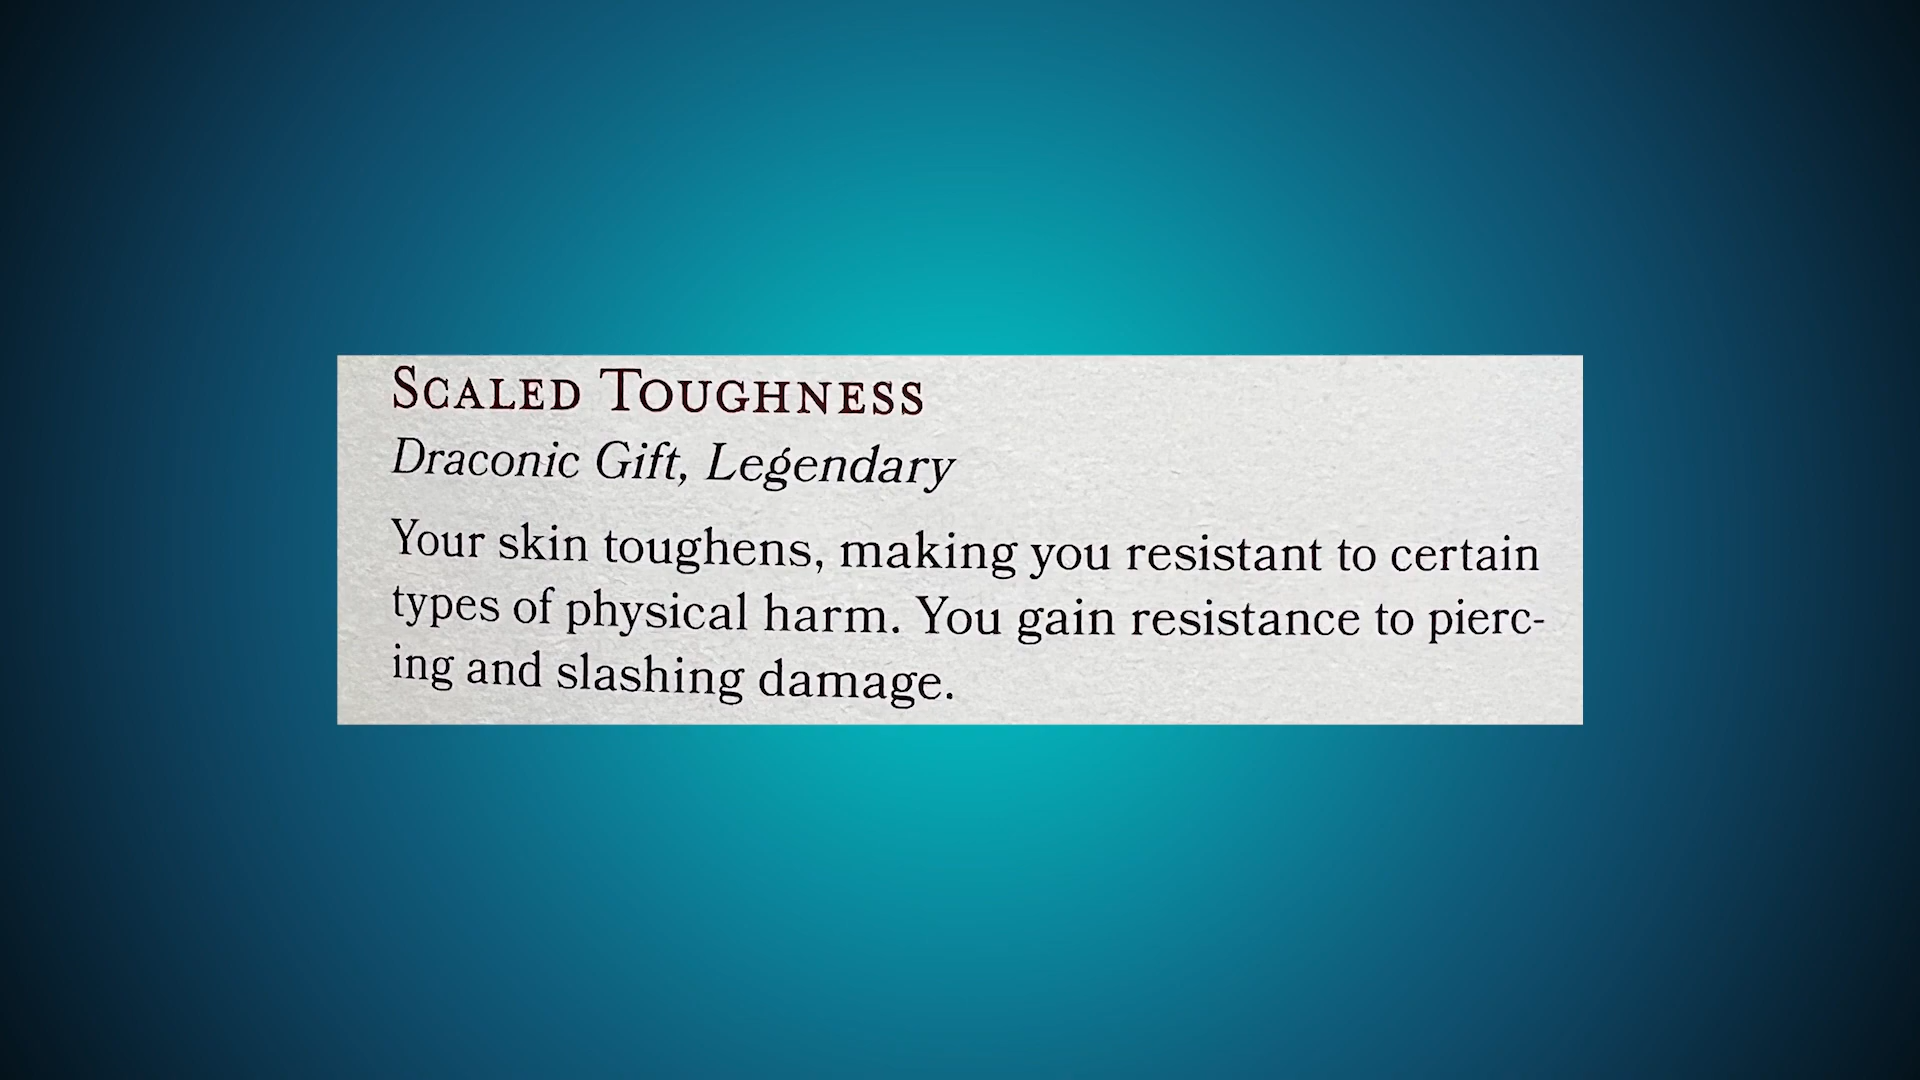 SCALED TOUGHNESS
Draconic Gift, Legendary
Your skin toughens, making you resistant to certain
types of physical harm. You gain resistance to pierc-
ing and slashing damage.